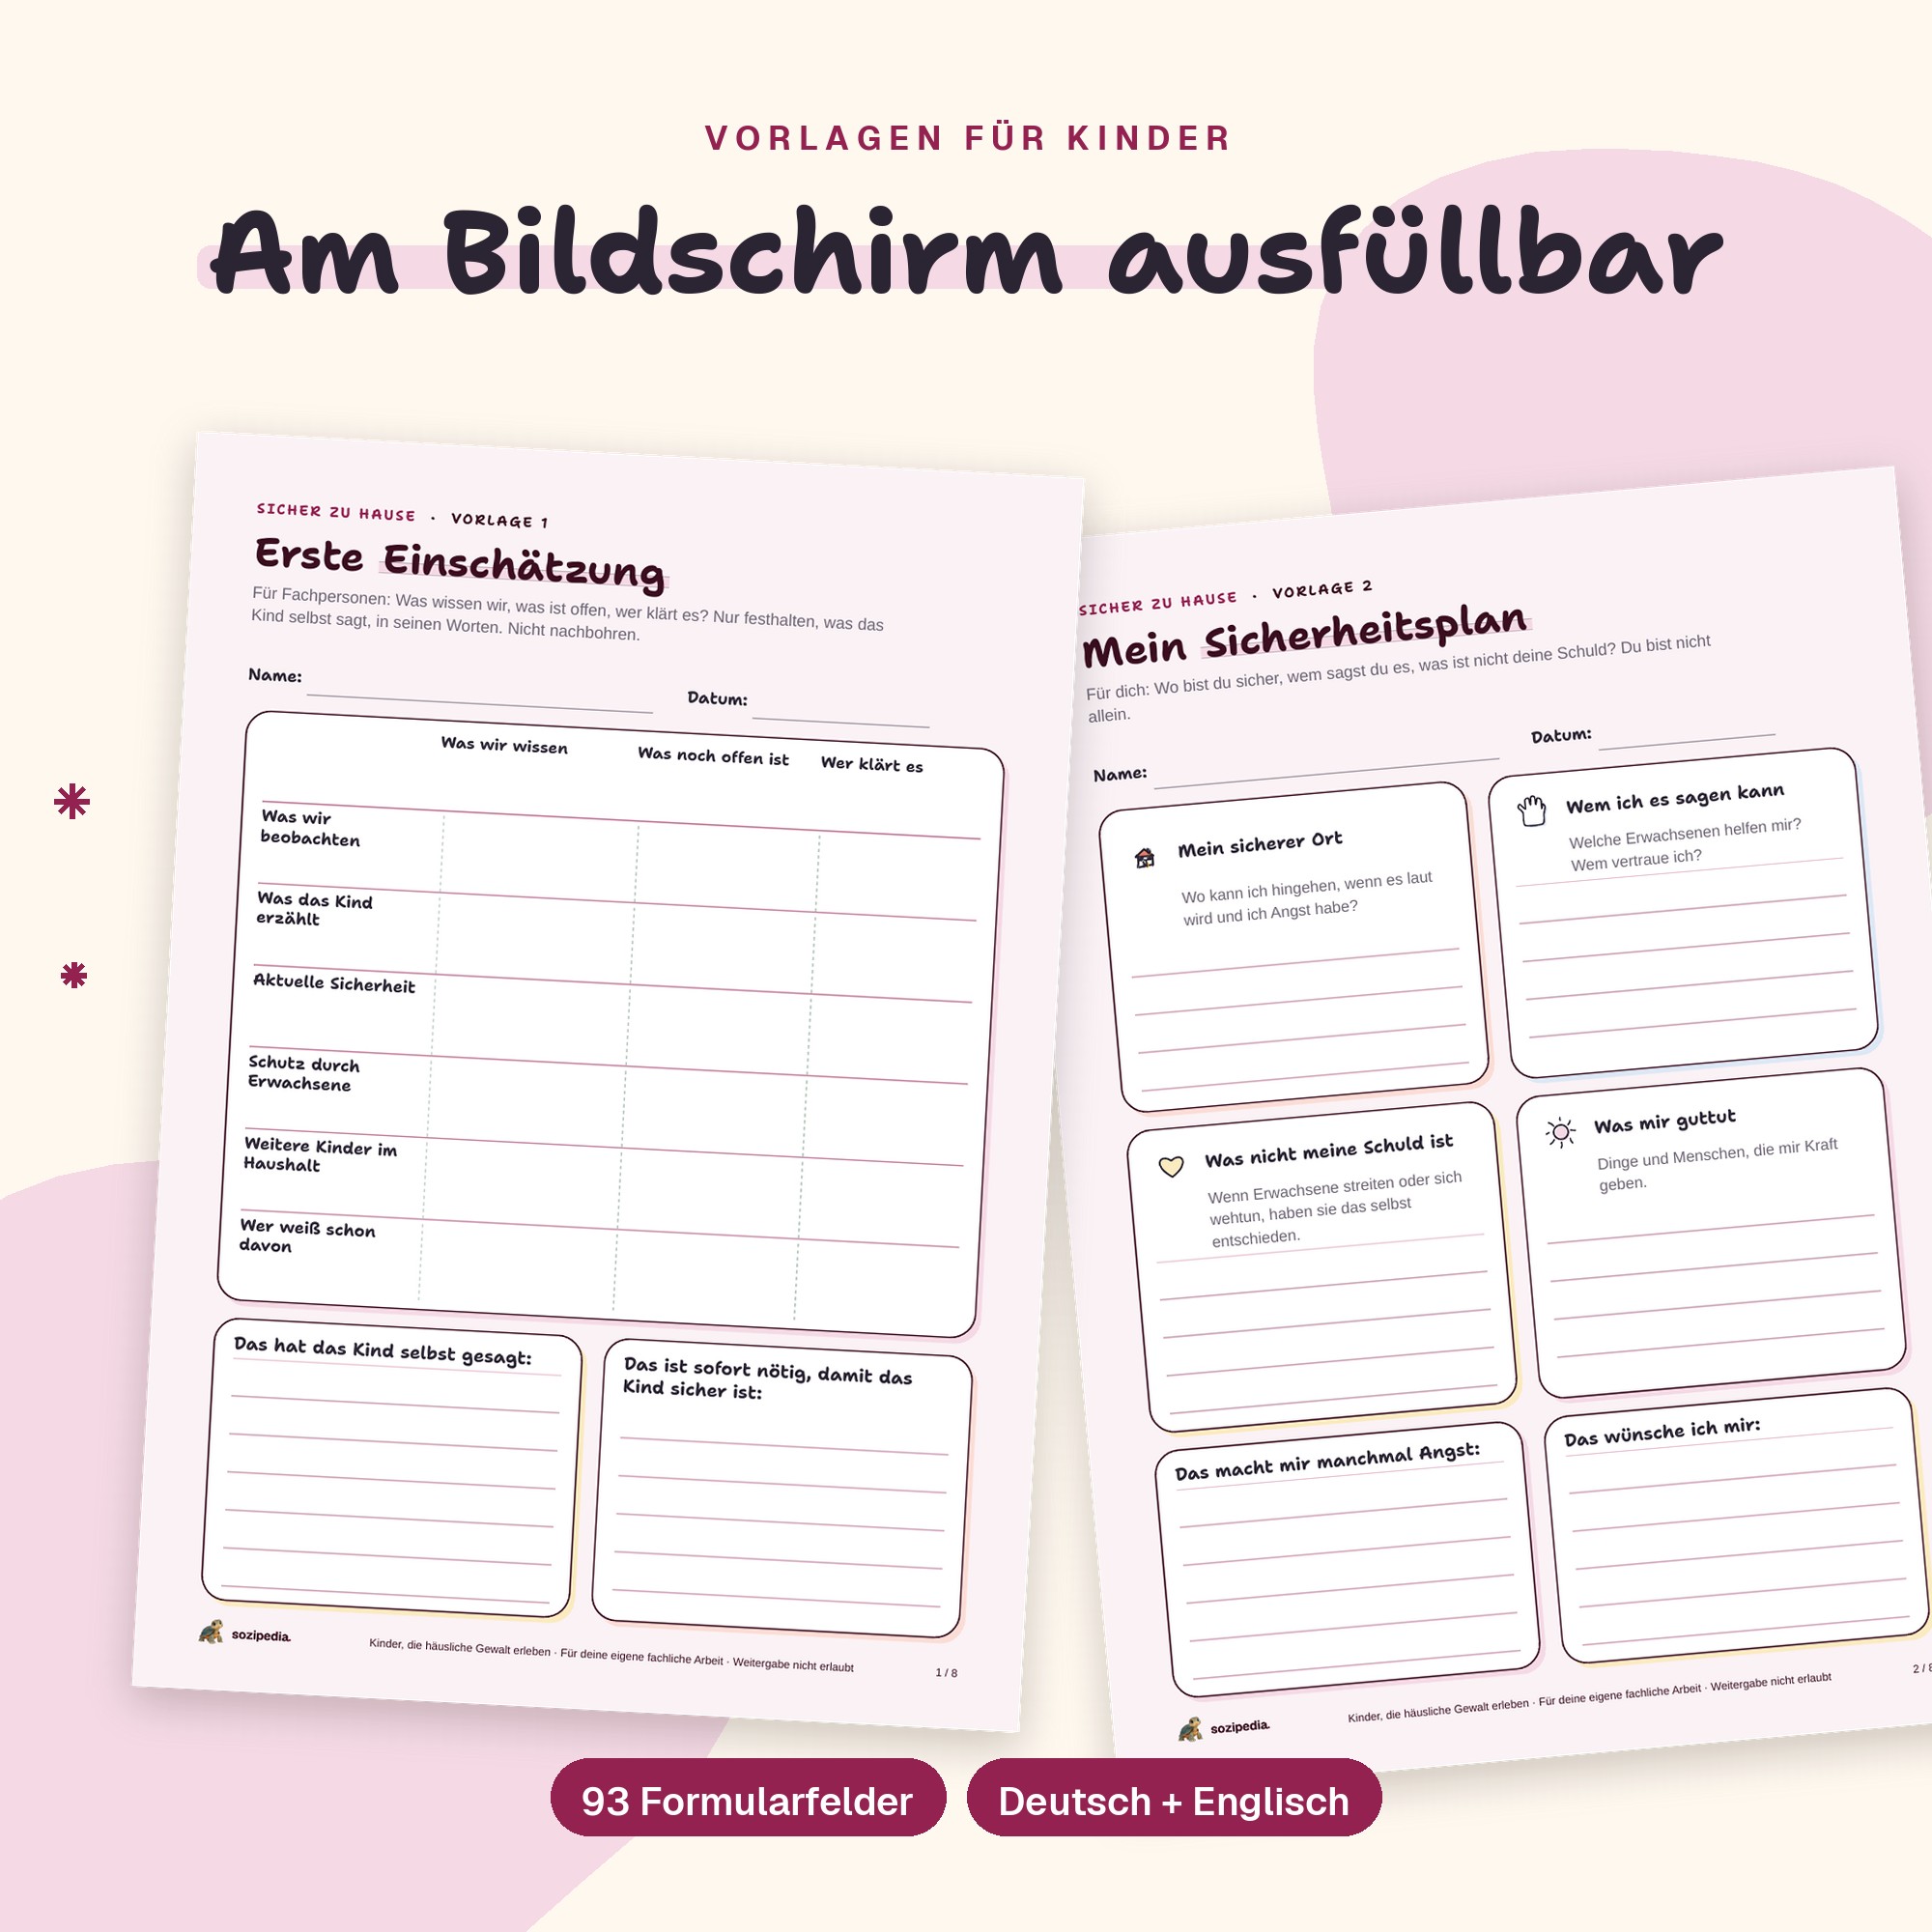 VORLAGEN FÜR KINDER
Am Bildschirm ausfüllbar
SICHER ZU HAUSE · VORLAGE 1
Erste Einschätzung
Für Fachpersonen: Was wissen wir, was ist offen, wer klärt es? Nur festhalten, was das
Kind selbst sagt, in seinen Worten. Nicht nachbohren.
Name:
Datum:
Was wir wissen
Was noch offen ist
Wer klärt es
Was wir
beobachten
Was das Kind
erzählt
Aktuelle Sicherheit
Schutz durch
Erwachsene
Weitere Kinder im
Haushalt
Wer weiß schon
davon
Das hat das Kind selbst gesagt:
Das ist sofort nötig, damit das
Kind sicher ist:
sozipedia.
Kinder, die häusliche Gewalt erleben · Für deine eigene fachliche Arbeit · Weitergabe nicht erlaubt
1 / 8
SICHER ZU HAUSE · VORLAGE 2
Mein Sicherheitsplan
Für dich: Wo bist du sicher, wem sagst du es, was ist nicht deine Schuld? Du bist nicht
allein.
Name:
Datum:
Mein sicherer Ort
Wo kann ich hingehen, wenn es laut
wird und ich Angst habe?
Wem ich es sagen kann
Welche Erwachsenen helfen mir?
Wem vertraue ich?
Was nicht meine Schuld ist
Wenn Erwachsene streiten oder sich
wehtun, haben sie das selbst
entschieden.
Was mir guttut
Dinge und Menschen, die mir Kraft
geben.
Das macht mir manchmal Angst:
Das wünsche ich mir:
sozipedia.
Kinder, die häusliche Gewalt erleben · Für deine eigene fachliche Arbeit · Weitergabe nicht erlaubt
2 / 8
93 Formularfelder
Deutsch + Englisch